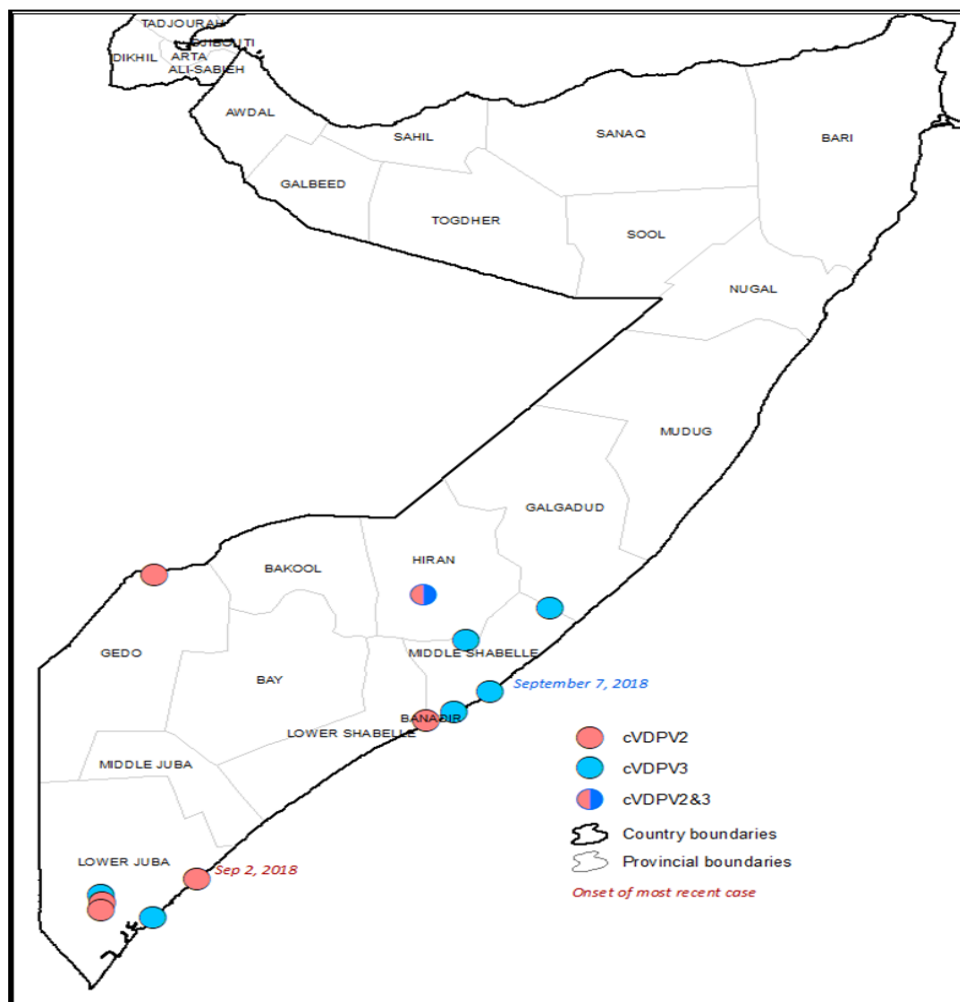 TADJOURAH
DJIBOUTI
DIKHIL
ARTA
ALI-SABIEH
AWDAL
SAHIL
SANAQ
BARI
GALBEED
TOGDHER
SOOL
NUGAL
MUDUG
GALGADUD
HIRAN
BAKOOL
GEDO
MIDDLE SHABELLE
BAY
September 7, 2018
BANADIR
LOWER SHABELLE
cVDPV2
MIDDLE JUBA
cVDPV3
cVDPV2&3
Country boundaries
LOWER JUBA
Provincial boundaries
Sep 2, 2018
Onset of most recent case